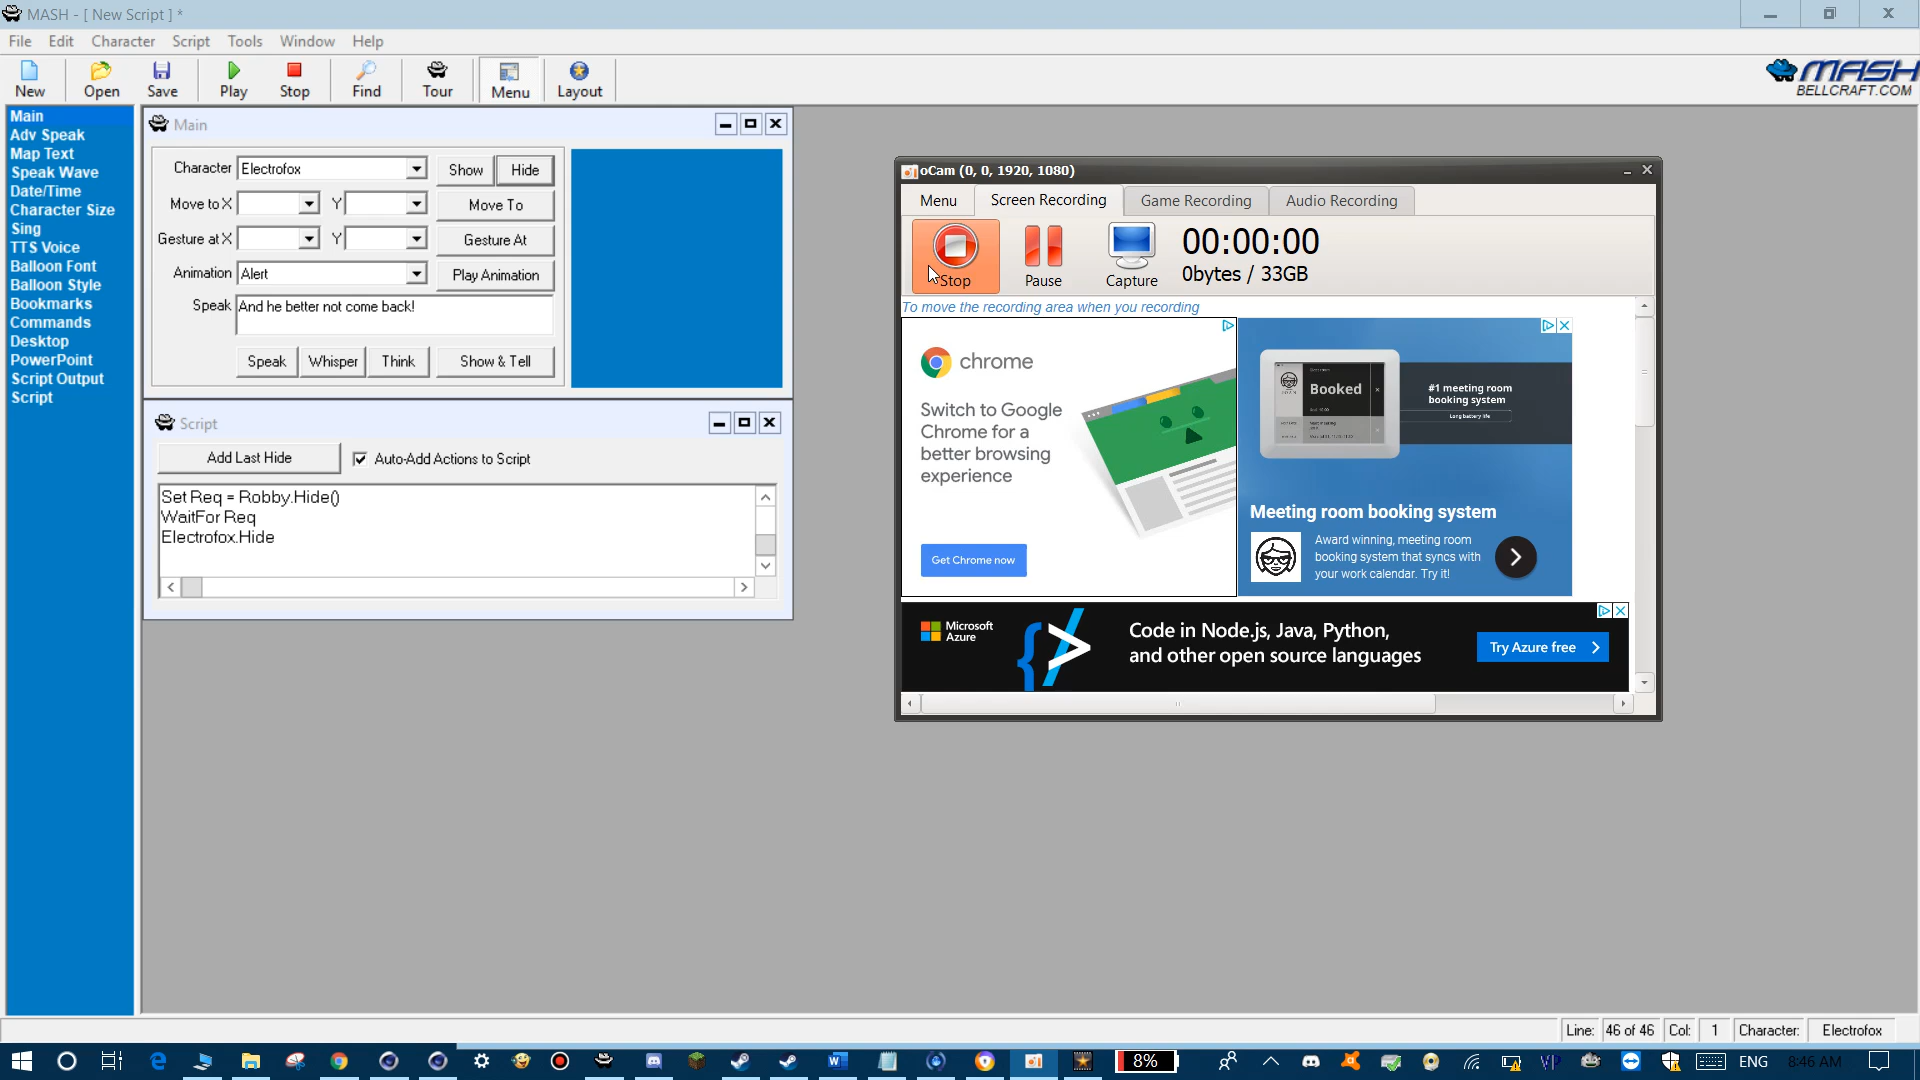 MASH - [ New Script ] *
File Edit Character Script Tools Window Help
New Open Save Play Stop Find Tour Menu Layout
MASH
BELLCRAFT.COM
Main
Adv Speak
Map Text
Speak Wave
Date/Time
Character Size
Sing
TTS Voice
Balloon Font
Balloon Style
Bookmarks
Commands
Desktop
PowerPoint
Script Output
Script
Main
Character Electrofox Show Hide
Move to X Y Move To
Gesture at X Y Gesture At
Animation Alert Play Animation
Speak And he better not come back!
Speak Whisper Think Show & Tell
Script
Add Last Hide Auto-Add Actions to Script
Set Req = Robby.Hide()
WaitFor Req
Electrofox.Hide
oCam (0, 0, 1920, 1080)
Menu Screen Recording Game Recording Audio Recording
Stop Pause Capture
00:00:00
0bytes / 33GB
To move the recording area when you recording
chrome
Switch to Google
Chrome for a
better browsing
experience
Get Chrome now
Booked
#1 meeting room
booking system
Long battery life
Meeting room booking system
Award winning, meeting room
booking system that syncs with
your work calendar. Try it!
Microsoft
Azure
Code in Node.js, Java, Python,
and other open source languages
Try Azure free
Line: 46 of 46 Col: 1 Character: Electrofox
8% ENG 8:46 AM